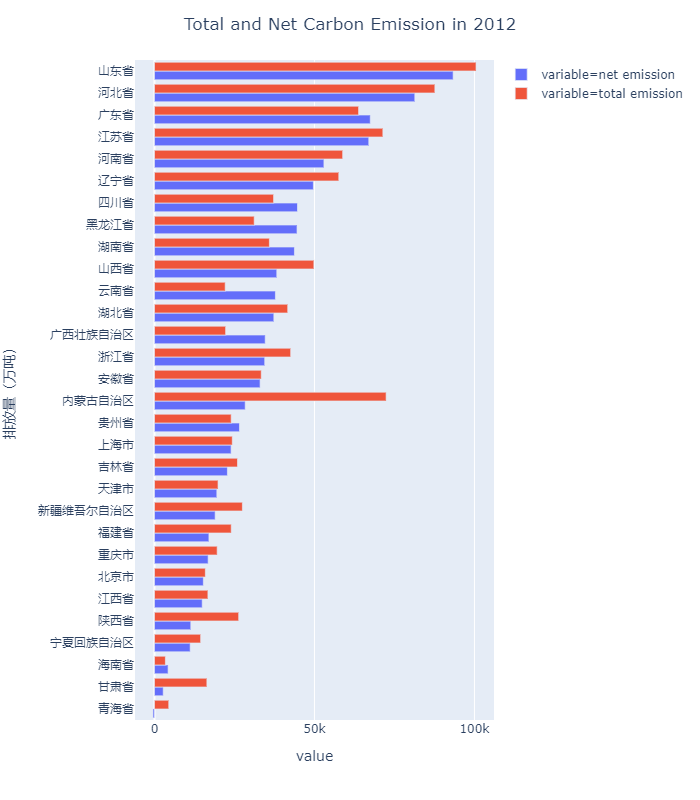 Total and Net Carbon Emission in 2012
variable=net emission
variable=total emission
排放量（万吨）
山东省
河北省
广东省
江苏省
河南省
辽宁省
四川省
黑龙江省
湖南省
山西省
云南省
湖北省
广西壮族自治区
浙江省
安徽省
内蒙古自治区
贵州省
上海市
吉林省
天津市
新疆维吾尔自治区
福建省
重庆市
北京市
江西省
陕西省
宁夏回族自治区
海南省
甘肃省
青海省
0 50k 100k
value